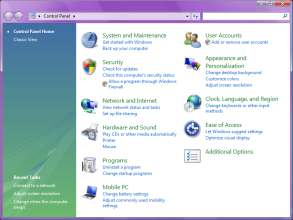 Control Panel
Control Panel Home
Classic View
System and Maintenance
Get started with Windows
Back up your computer
Security
Check for updates
Check this computer's security status
Allow a program through
Windows Firewall
Network and Internet
View network status and tasks
Set up file sharing
Hardware and Sound
Play CDs or other media automatically
Printer
Mouse
Programs
Uninstall a program
Change startup programs
Mobile PC
Change battery settings
Adjust commonly used mobility
settings
User Accounts
Add or remove user accounts
Appearance and
Personalization
Change desktop background
Customize colors
Adjust screen resolution
Clock, Language, and Region
Change keyboards or other input
methods
Ease of Access
Let Windows suggest settings
Optimize visual display
Additional Options
Recent Tasks
Connect to a network
Adjust screen resolution
Change when the computer
sleeps